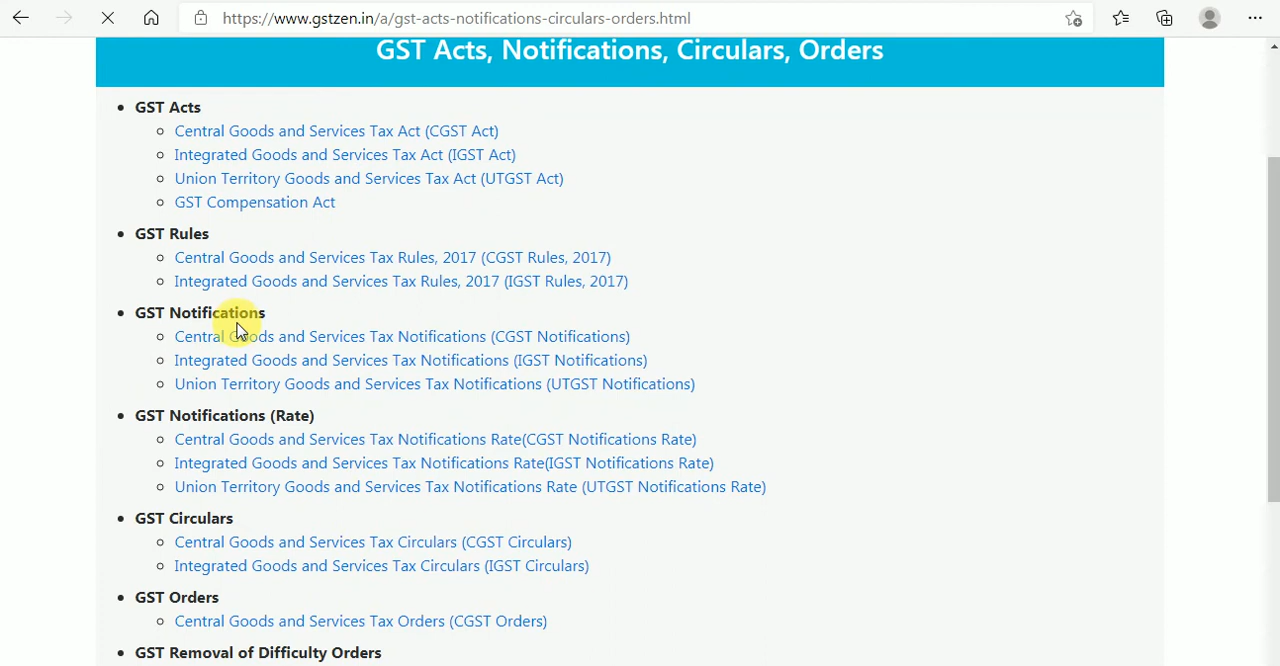 https://www.gstzen.in/a/gst-acts-notifications-circulars-orders.html
GST Acts, Notifications, Circulars, Orders
GST Acts
Central Goods and Services Tax Act (CGST Act)
Integrated Goods and Services Tax Act (IGST Act)
Union Territory Goods and Services Tax Act (UTGST Act)
GST Compensation Act
GST Rules
Central Goods and Services Tax Rules, 2017 (CGST Rules, 2017)
Integrated Goods and Services Tax Rules, 2017 (IGST Rules, 2017)
GST Notifications
Central Goods and Services Tax Notifications (CGST Notifications)
Integrated Goods and Services Tax Notifications (IGST Notifications)
Union Territory Goods and Services Tax Notifications (UTGST Notifications)
GST Notifications (Rate)
Central Goods and Services Tax Notifications Rate(CGST Notifications Rate)
Integrated Goods and Services Tax Notifications Rate(IGST Notifications Rate)
Union Territory Goods and Services Tax Notifications Rate (UTGST Notifications Rate)
GST Circulars
Central Goods and Services Tax Circulars (CGST Circulars)
Integrated Goods and Services Tax Circulars (IGST Circulars)
GST Orders
Central Goods and Services Tax Orders (CGST Orders)
GST Removal of Difficulty Orders